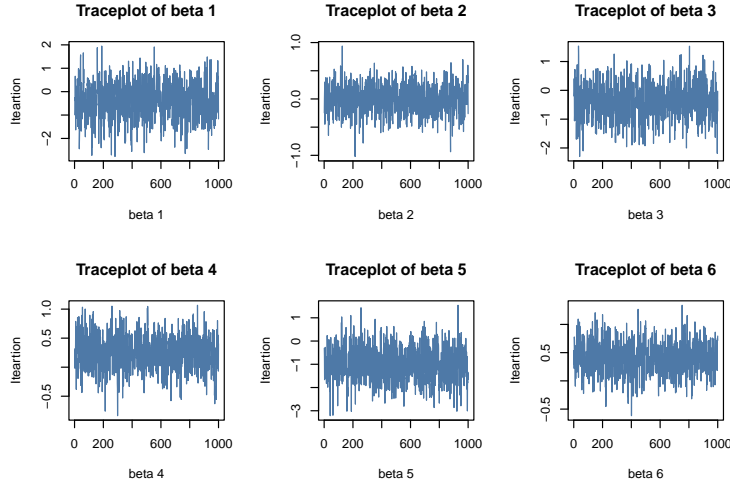 Traceplot of beta 1
Iteartion
2
0
−2
0
200
600
1000
beta 1
Traceplot of beta 2
Iteartion
1.0
0.0
−1.0
0
200
600
1000
beta 2
Traceplot of beta 3
Iteartion
1
0
−1
−2
0
200
600
1000
beta 3
Traceplot of beta 4
Iteartion
1.0
0.5
−0.5
0
200
600
1000
beta 4
Traceplot of beta 5
Iteartion
1
0
−1
−3
0
200
600
1000
beta 5
Traceplot of beta 6
Iteartion
0.5
−0.5
0
200
600
1000
beta 6